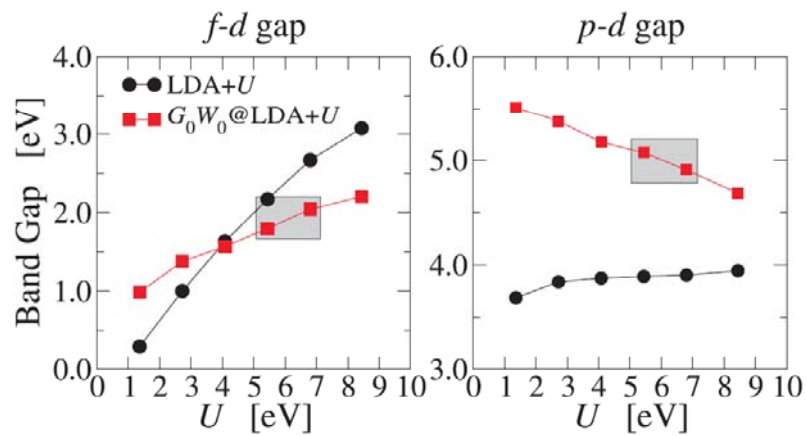 f-d gap
p-d gap
Band Gap [eV]
4.0
3.0
2.0
1.0
0.0
LDA+U
G₀W₀@LDA+U
0 1 2 3 4 5 6 7 8 9 10
U [eV]
6.0
5.0
4.0
3.0
0 1 2 3 4 5 6 7 8 9 10
U [eV]